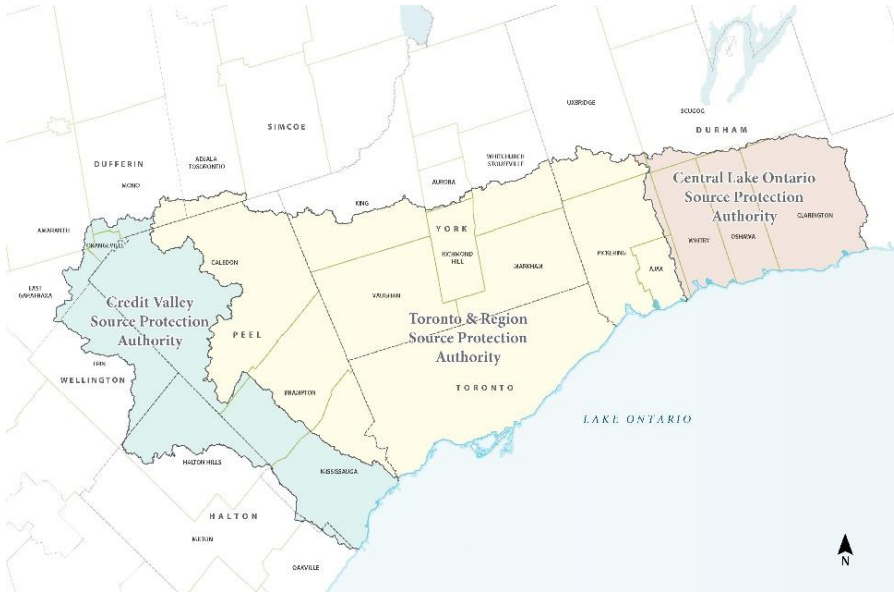 UXBRIDGE
SCUGOG
DURHAM
SIMCOE
ADJALA
TOSORONTIO
WHITCHURCH
STOUFFVILLE
DUFFERIN
MONO
AURORA
KING
Central Lake Ontario
Source Protection
Authority
AMARANTH
ORANGEVILLE
YORK
CLARINGTON
WHITBY
OSHAWA
RICHMOND
HILL
PICKERING
MARKHAM
AJAX
CALEDON
EAST
GARAFRAXA
VAUGHAN
Credit Valley
Source Protection
Authority
Toronto & Region
Source Protection
Authority
PEEL
ERIN
WELLINGTON
BRAMPTON
TORONTO
LAKE ONTARIO
HALTON HILLS
MISSISSAUGA
HALTON
MILTON
OAKVILLE
N